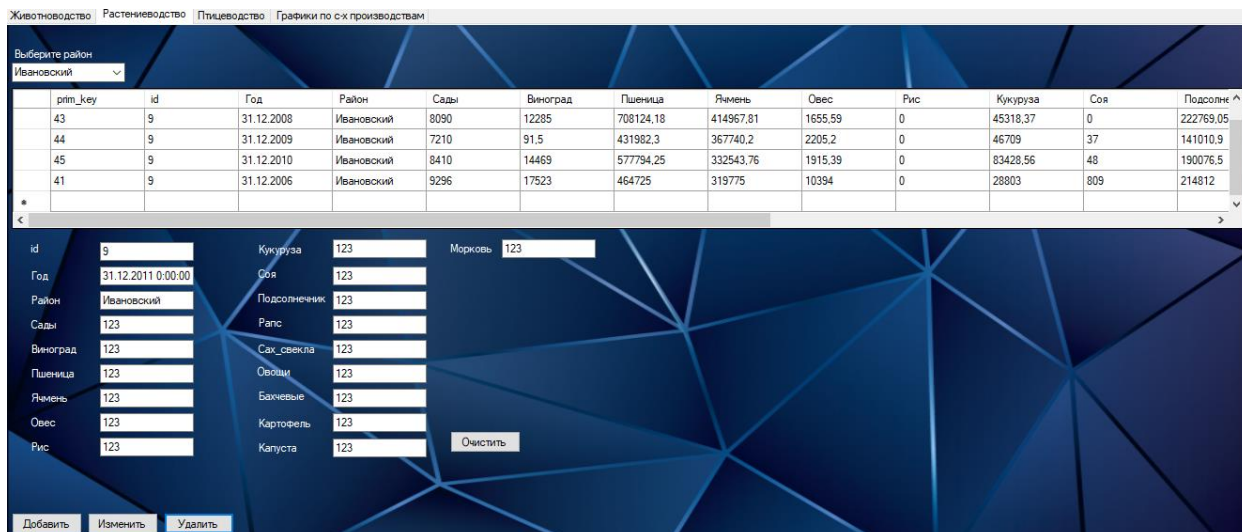 Животноводство Растениеводство Птицеводство Графики по с-х производствам
Выберите район
Ивановский
prim_key id Год Район Сады Виноград Пшеница Ячмень Овес Рис Кукуруза Соя Подсолне
43 9 31.12.2008 Ивановский 8090 12285 708124,18 414967,81 1655,59 0 45318,37 0 222769,05
44 9 31.12.2009 Ивановский 7210 91,5 431982,3 367740,2 2205,2 0 46709 37 141010,9
45 9 31.12.2010 Ивановский 8410 14469 577794,25 332543,76 1915,39 0 83428,56 48 190076,5
41 9 31.12.2006 Ивановский 9296 17523 464725 319775 10394 0 28803 809 214812
id 9 Кукуруза 123 Морковь 123
Год 31.12.2011 0:00:00 Соя 123
Район Ивановский Подсолнечник 123
Сады 123 Рапс 123
Виноград 123 Сах_свекла 123
Пшеница 123 Овощи 123
Ячмень 123 Бахчевые 123
Овес 123 Картофель 123
Рис 123 Капуста 123
Очистить
Добавить Изменить Удалить